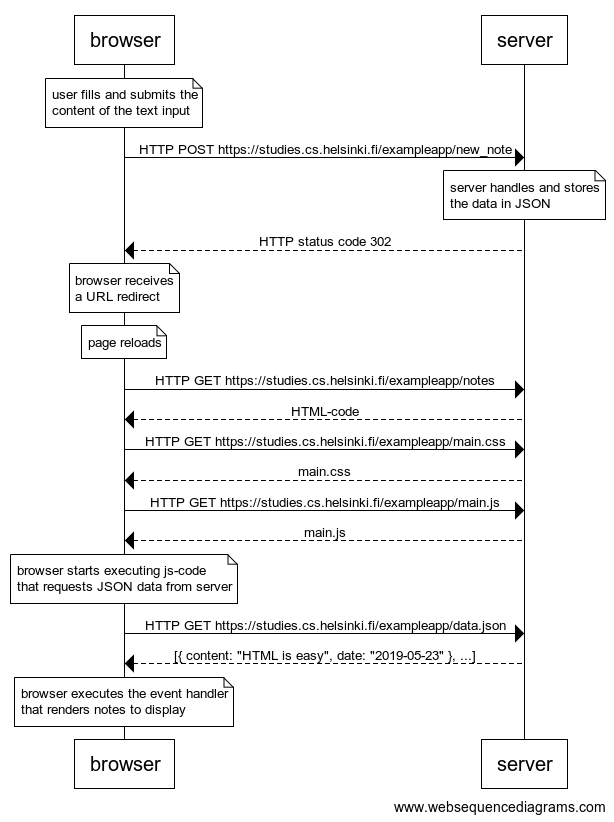 browser
server
user fills and submits the
content of the text input
HTTP POST https://studies.cs.helsinki.fi/exampleapp/new_note
server handles and stores
the data in JSON
HTTP status code 302
browser receives
a URL redirect
page reloads
HTTP GET https://studies.cs.helsinki.fi/exampleapp/notes
HTML-code
HTTP GET https://studies.cs.helsinki.fi/exampleapp/main.css
main.css
HTTP GET https://studies.cs.helsinki.fi/exampleapp/main.js
main.js
browser starts executing js-code
that requests JSON data from server
HTTP GET https://studies.cs.helsinki.fi/exampleapp/data.json
[{ content: "HTML is easy", date: "2019-05-23" }, ...]
browser executes the event handler
that renders notes to display
browser
server
www.websequencediagrams.com